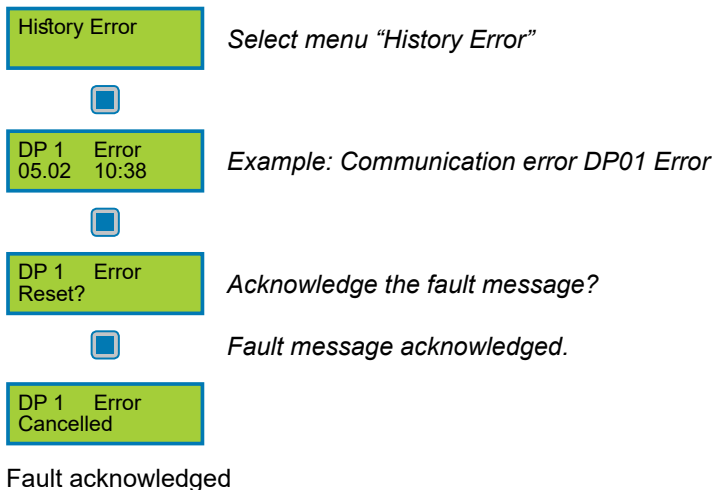 History Error
Select menu “History Error”
DP 1 Error
05.02 10:38
Example: Communication error DP01 Error
DP 1 Error
Reset?
Acknowledge the fault message?
Fault message acknowledged.
DP 1 Error
Cancelled
Fault acknowledged